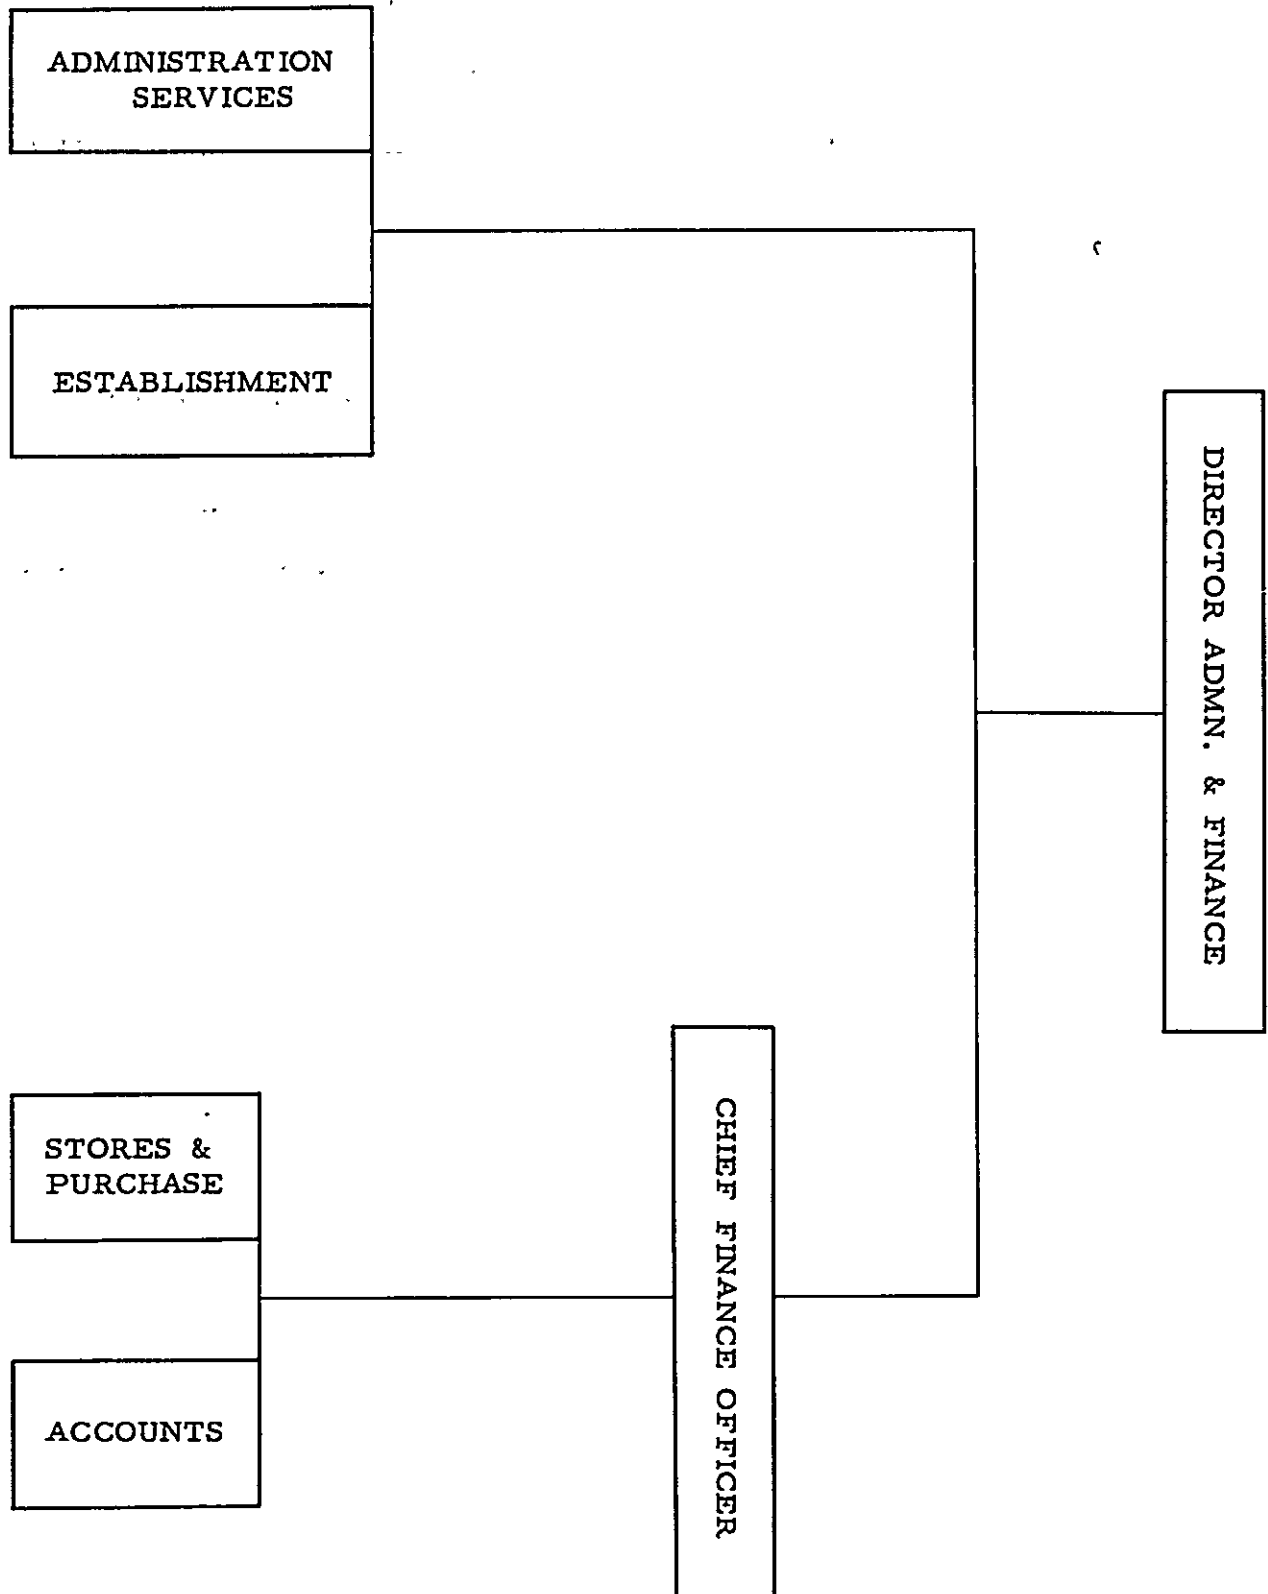 ADMINISTRATION
SERVICES
ESTABLISHMENT
DIRECTOR ADMN. & FINANCE
STORES &
PURCHASE
CHIEF FINANCE OFFICER
ACCOUNTS